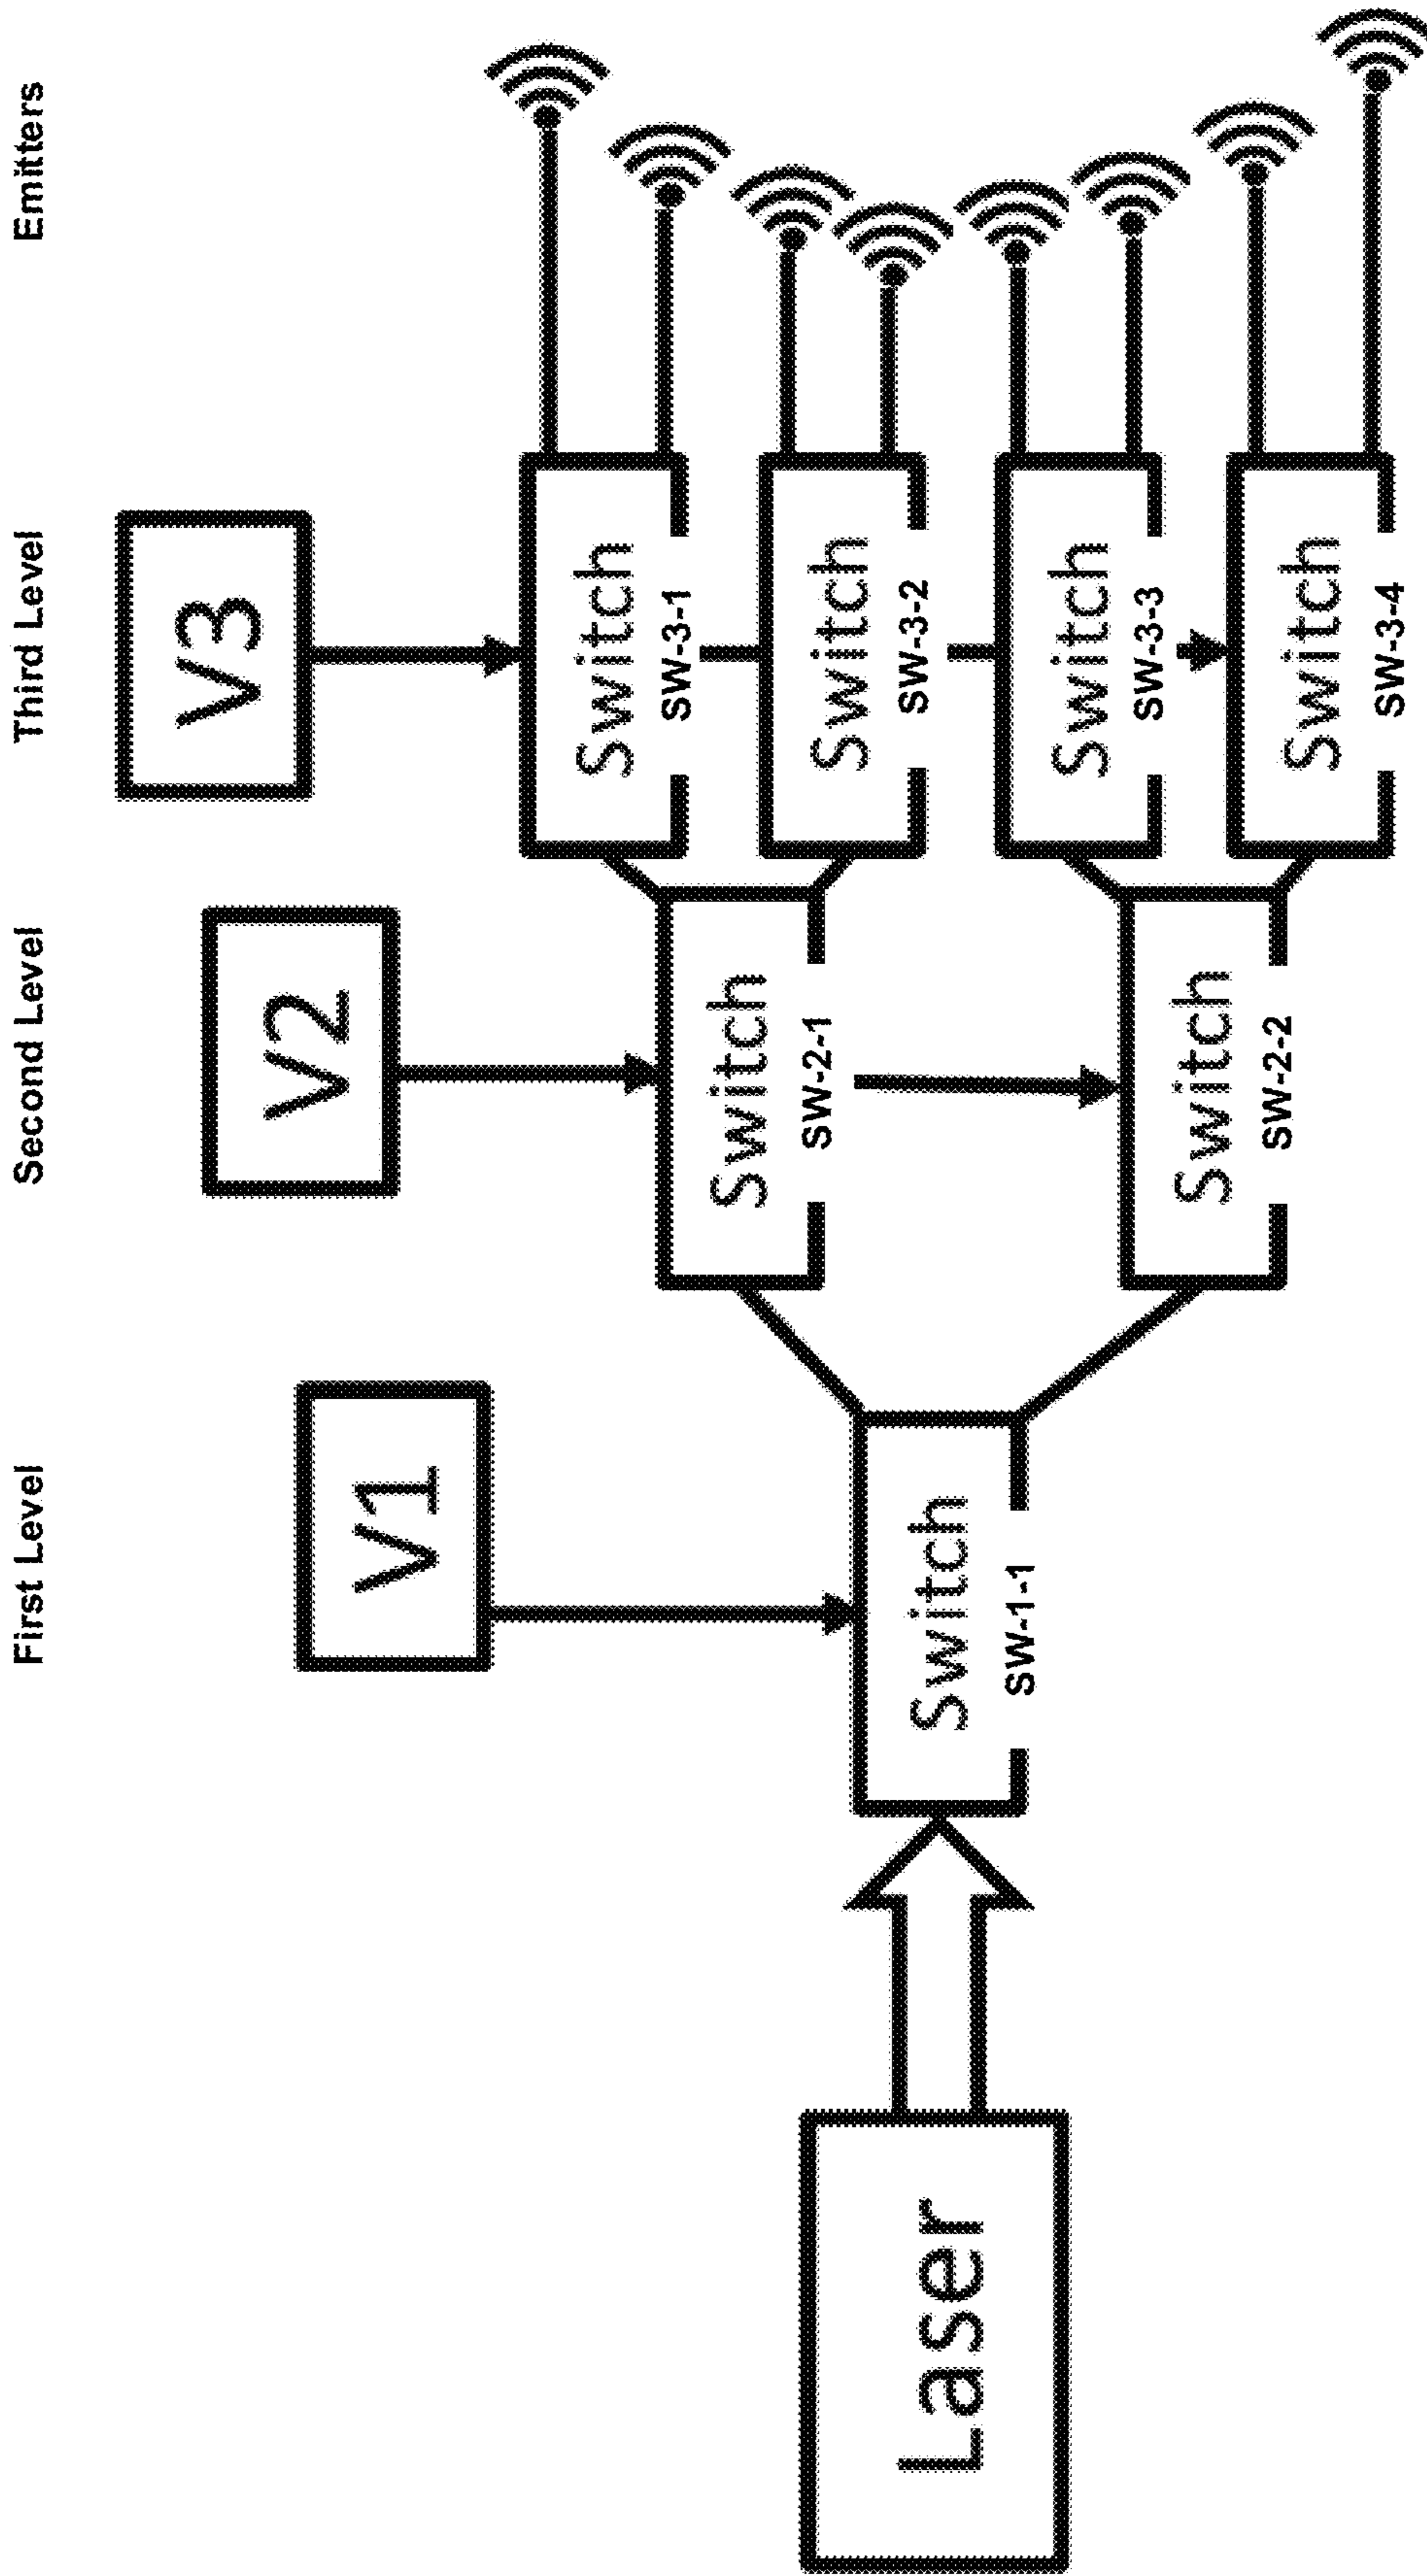 First Level
Second Level
Third Level
Emitters
V1
V2
V3
Laser
Switch
SW-1-1
Switch
SW-2-1
Switch
SW-2-2
Switch
SW-3-1
Switch
SW-3-2
Switch
SW-3-3
Switch
SW-3-4